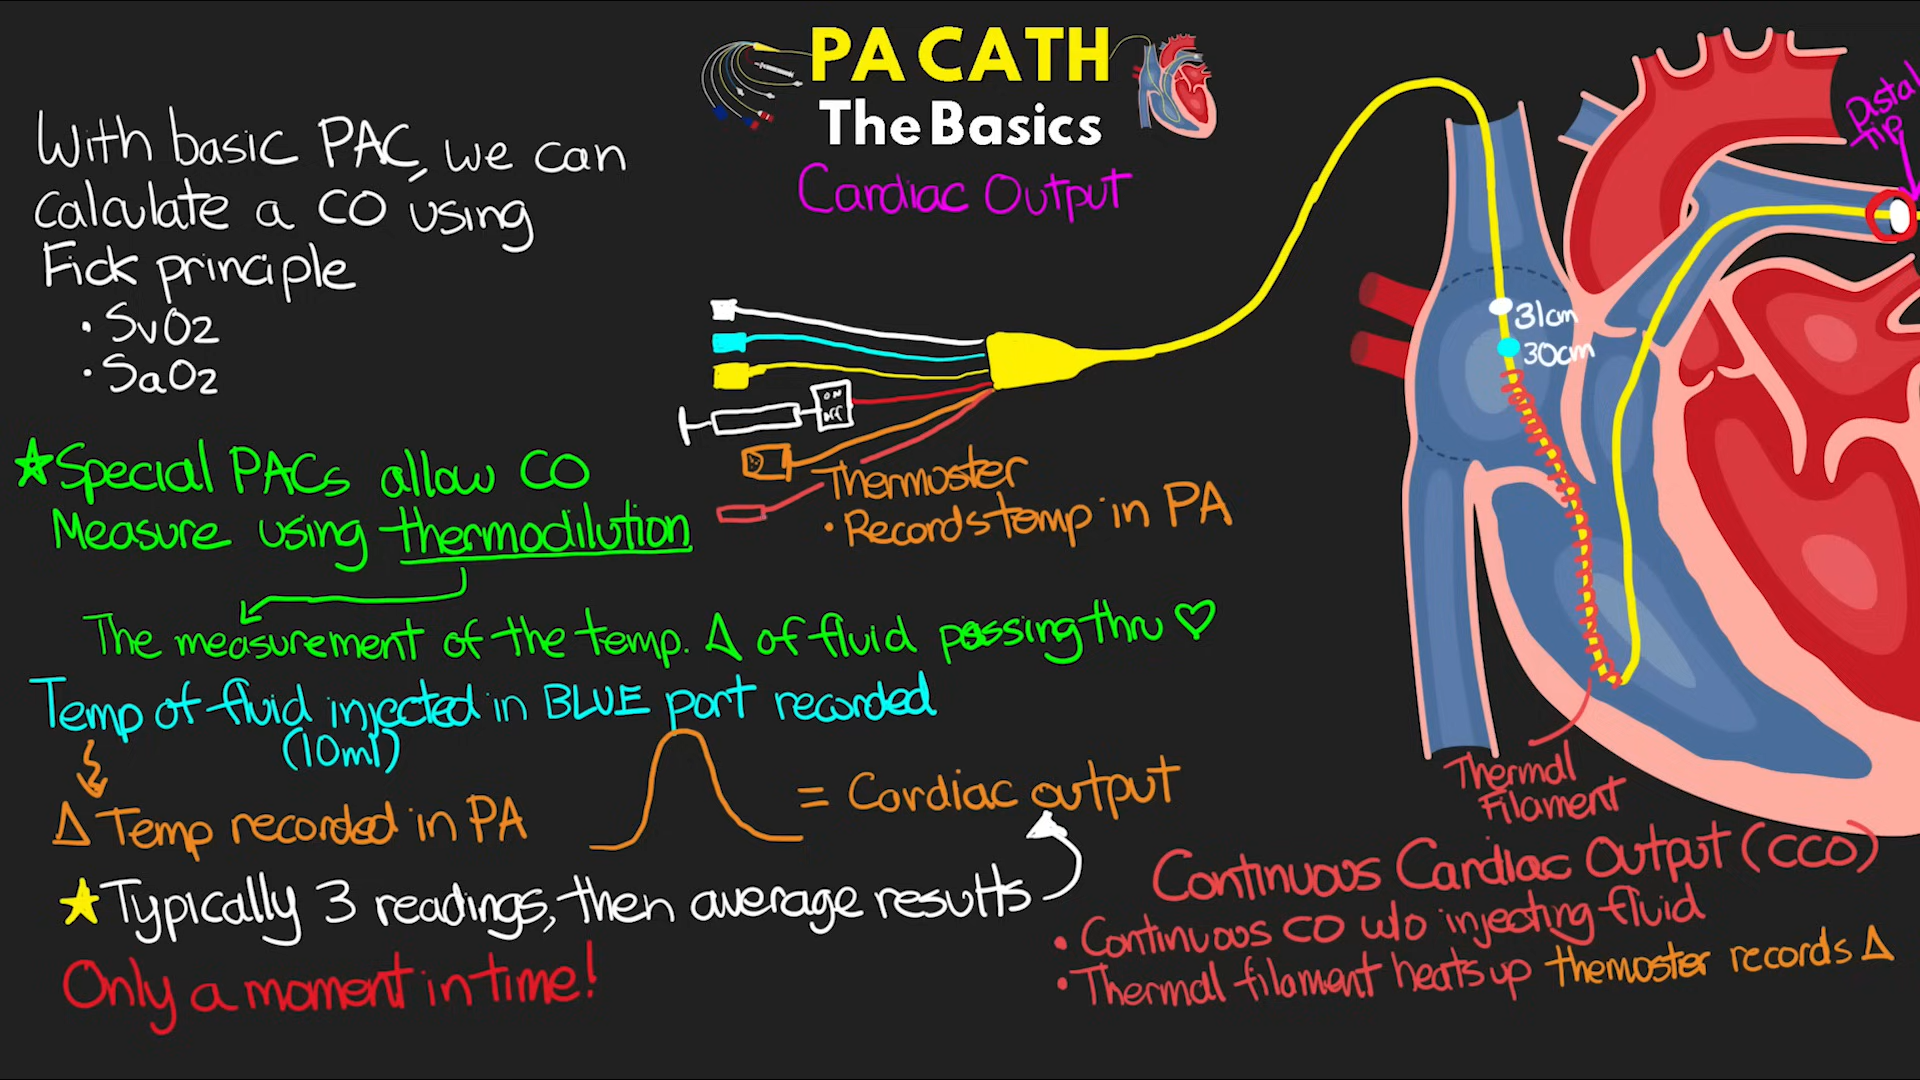 PA CATH
The Basics
Cardiac Output
With basic PAC, we can
calculate a CO using
Fick principle
• SvO2
• SaO2
★Special PACs allow CO
Measure using thermodilution
The measurement of the temp. Δ of fluid passing thru ♡
Temp of fluid injected in BLUE port recorded
(10ml)
Δ Temp recorded in PA
= Cardiac output
★Typically 3 readings, then average results
Only a moment in time!
ON
OFF
Thermoster
• Records temp in PA
Distal
tip
31cm
30cm
Thermal
Filament
Continuous Cardiac Output (CCO)
• Continuous CO w/o injecting fluid
• Thermal filament heats up themoster records Δ